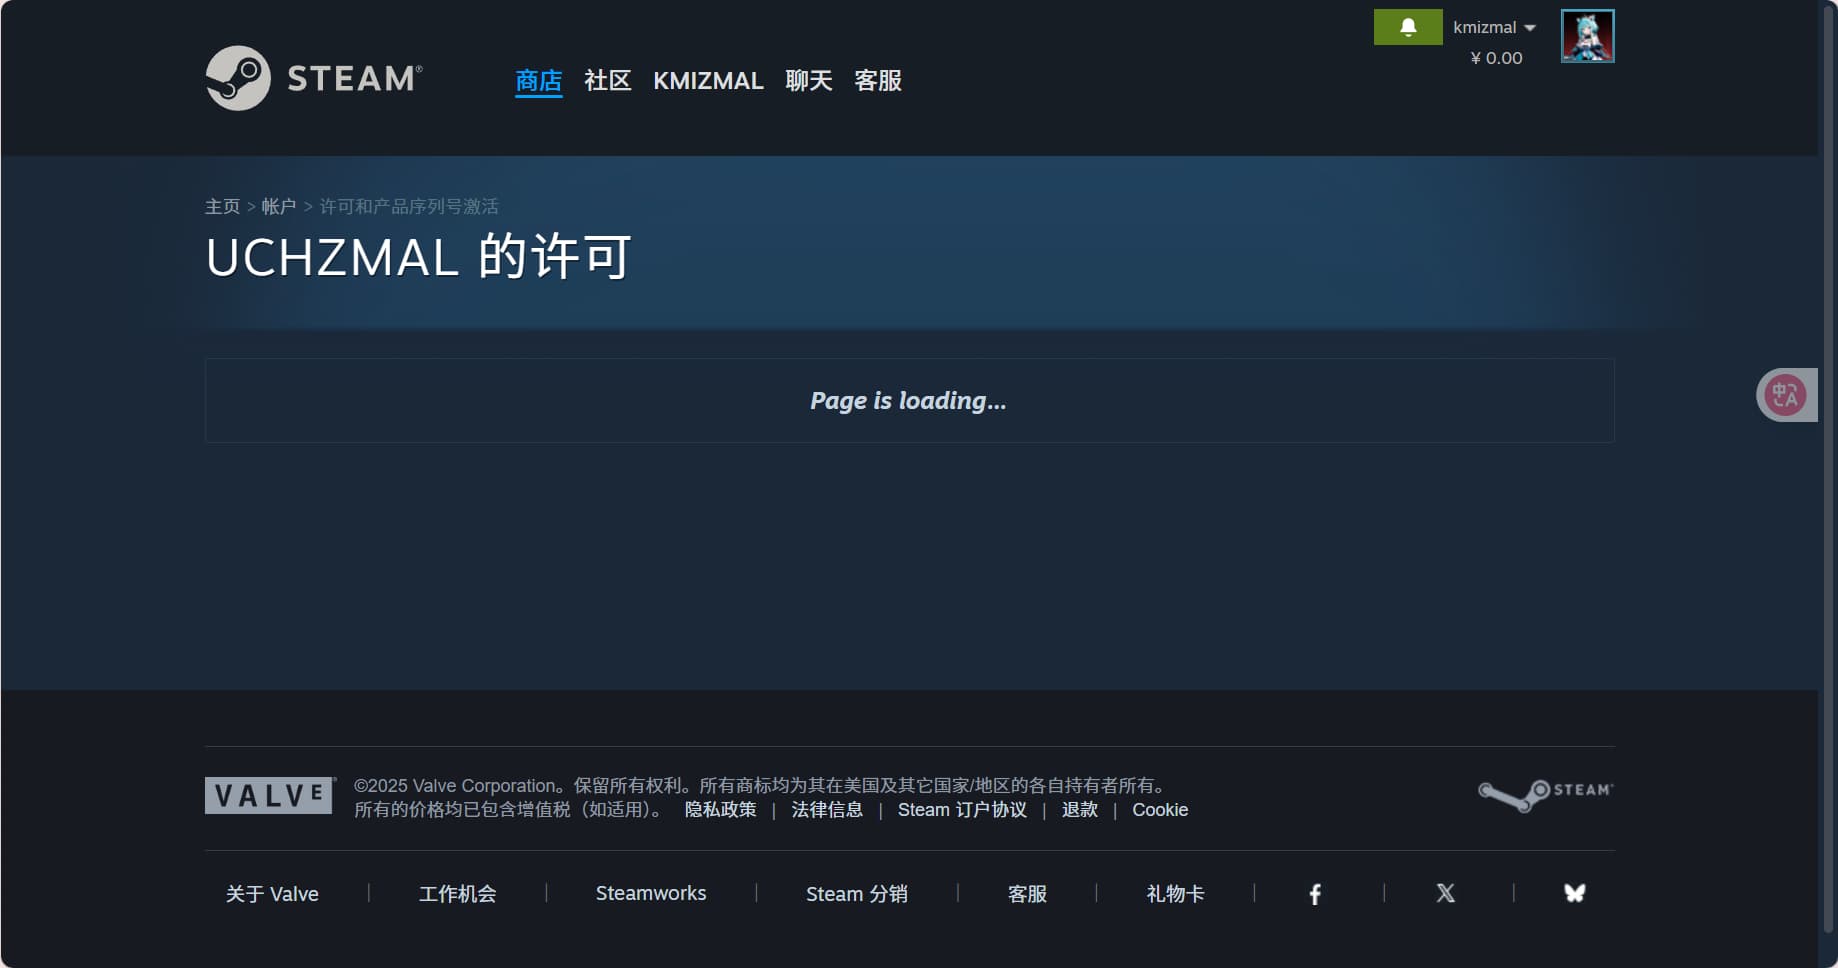 kmizmal
¥ 0.00
STEAM®
商店 社区 KMIZMAL 聊天 客服
主页 > 帐户 > 许可和产品序列号激活
UCHZMAL 的许可
Page is loading...
中A
VALVE®
©2025 Valve Corporation。保留所有权利。所有商标均为其在美国及其它国家/地区的各自持有者所有。
所有的价格均已包含增值税（如适用）。 隐私政策 | 法律信息 | Steam 订户协议 | 退款 | Cookie
STEAM®
关于 Valve | 工作机会 | Steamworks | Steam 分销 | 客服 | 礼物卡 | f | X |